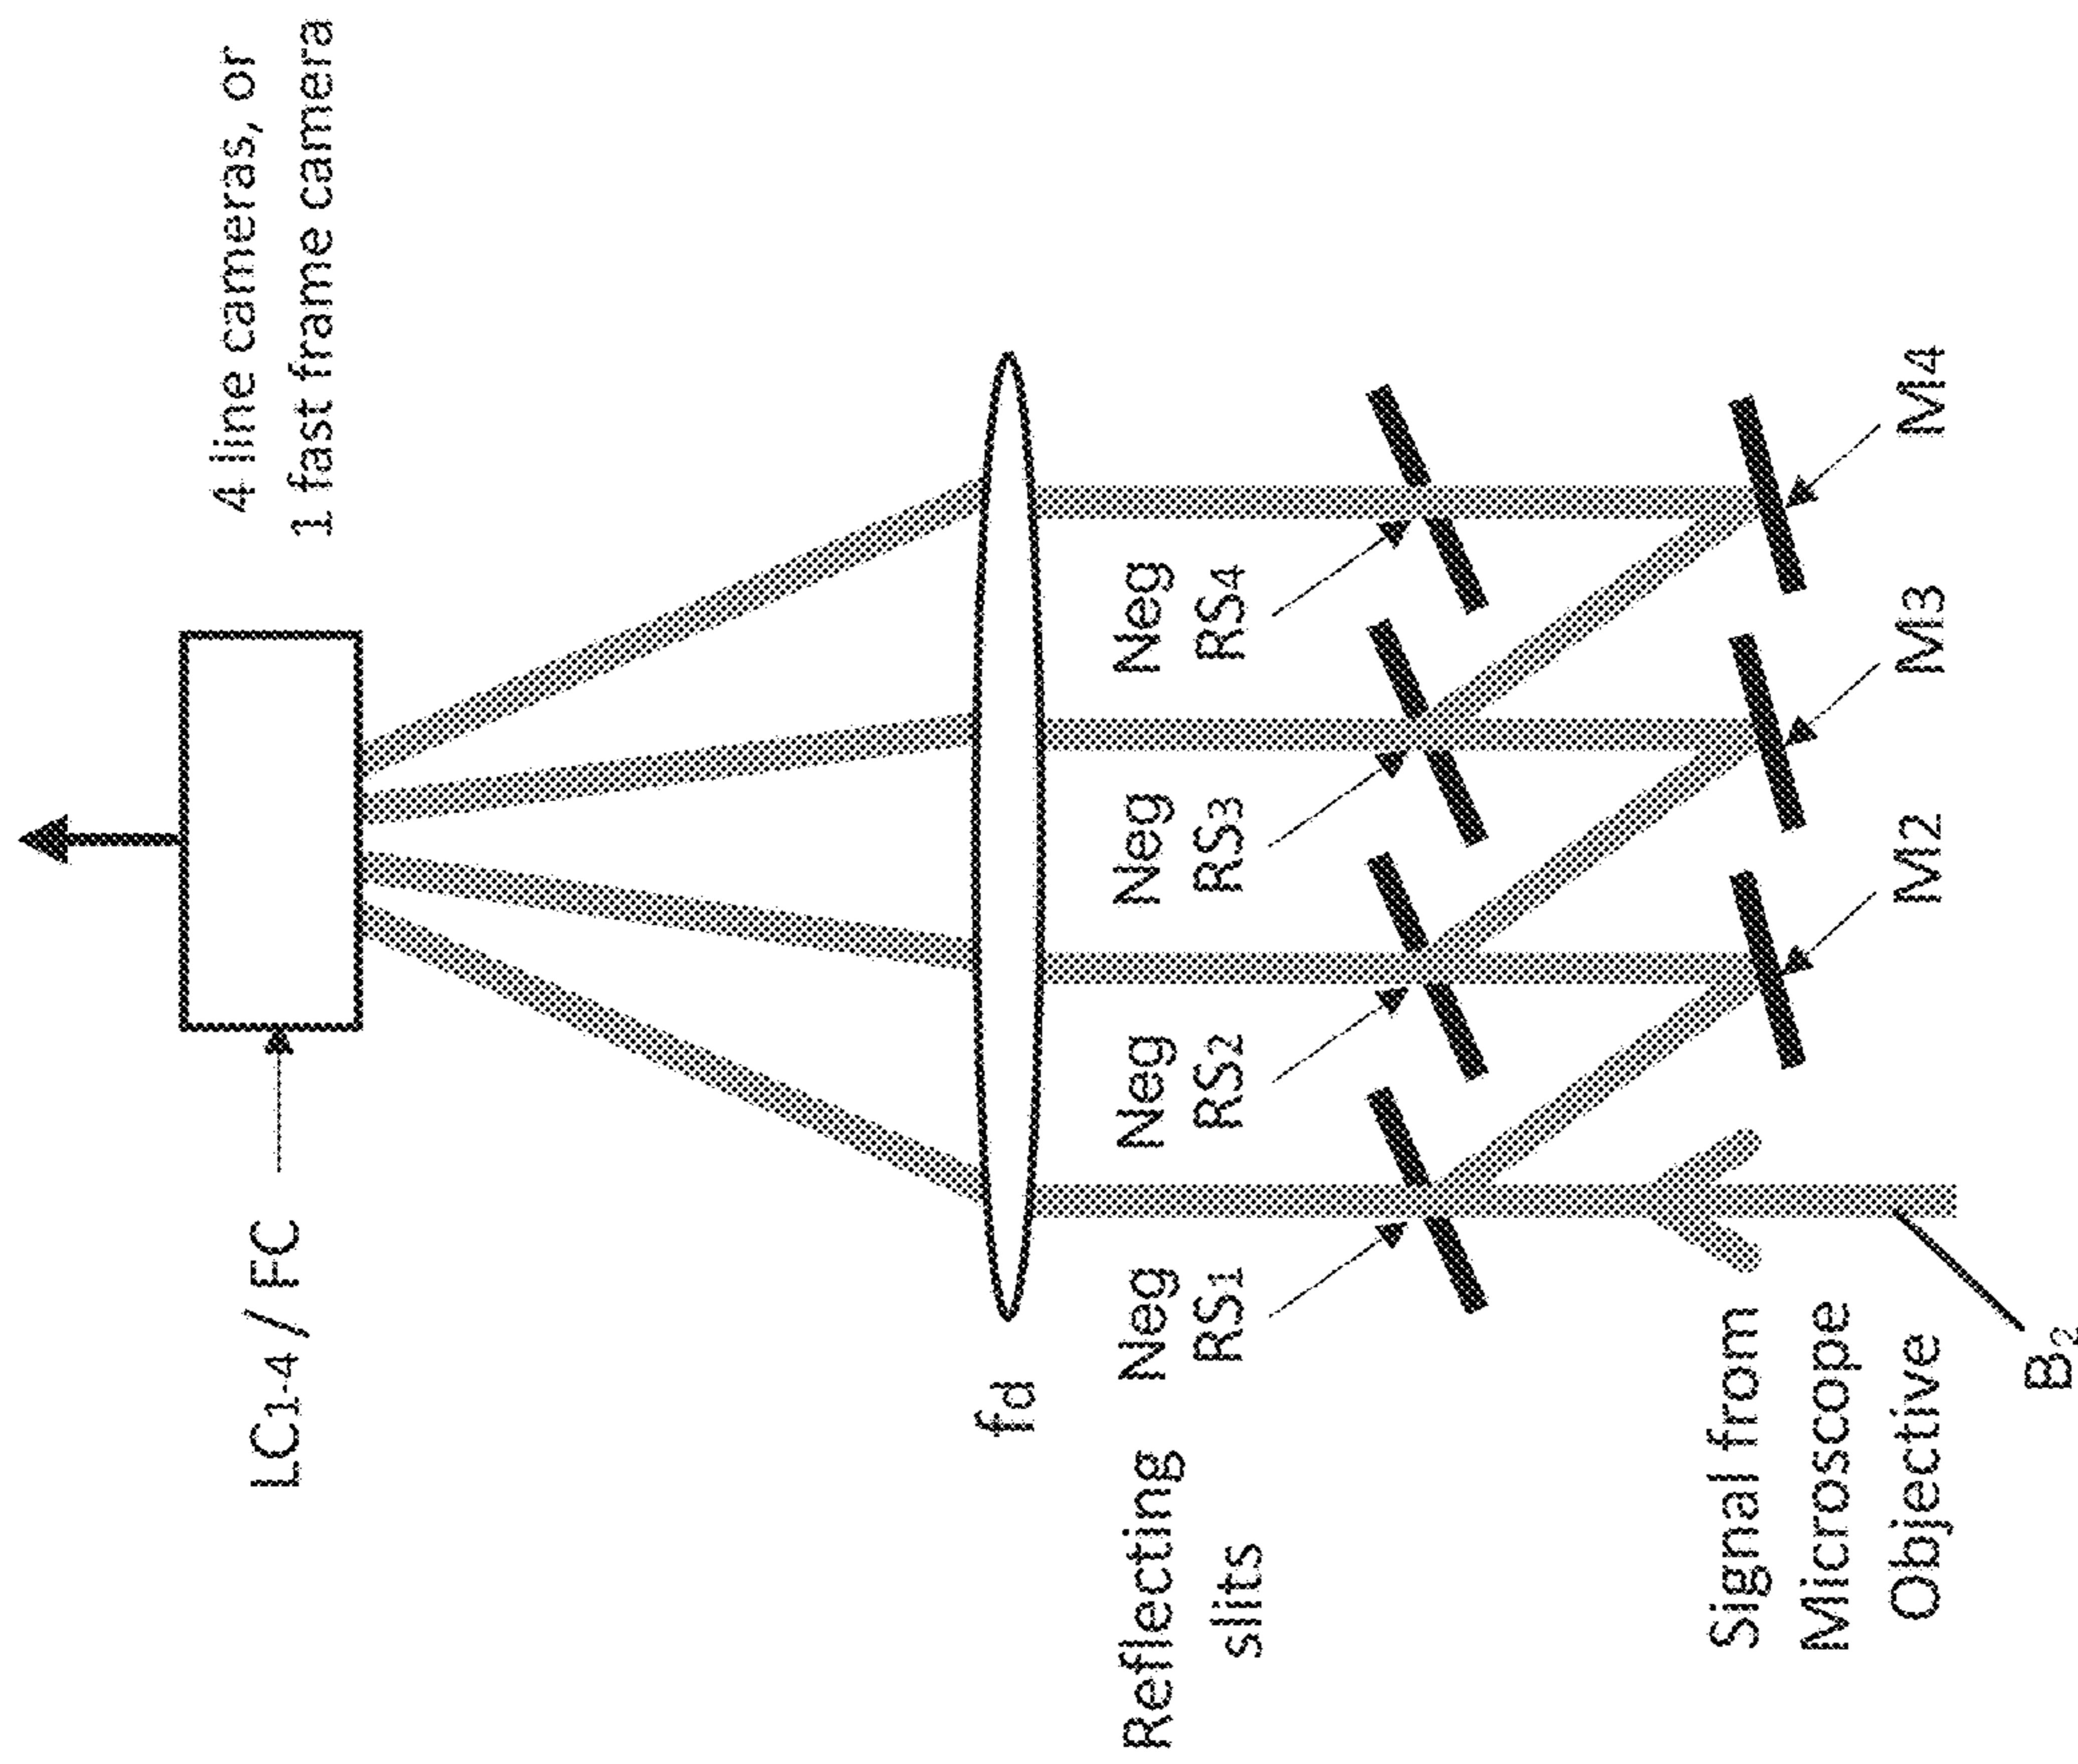 4 line cameras, or
1 fast frame camera
LC1-4 / FC
fd
Reflecting
slits
Neg
RS1
Neg
RS2
Neg
RS3
Neg
RS4
Signal from
Microscope
Objective
B2
M2
M3
M4